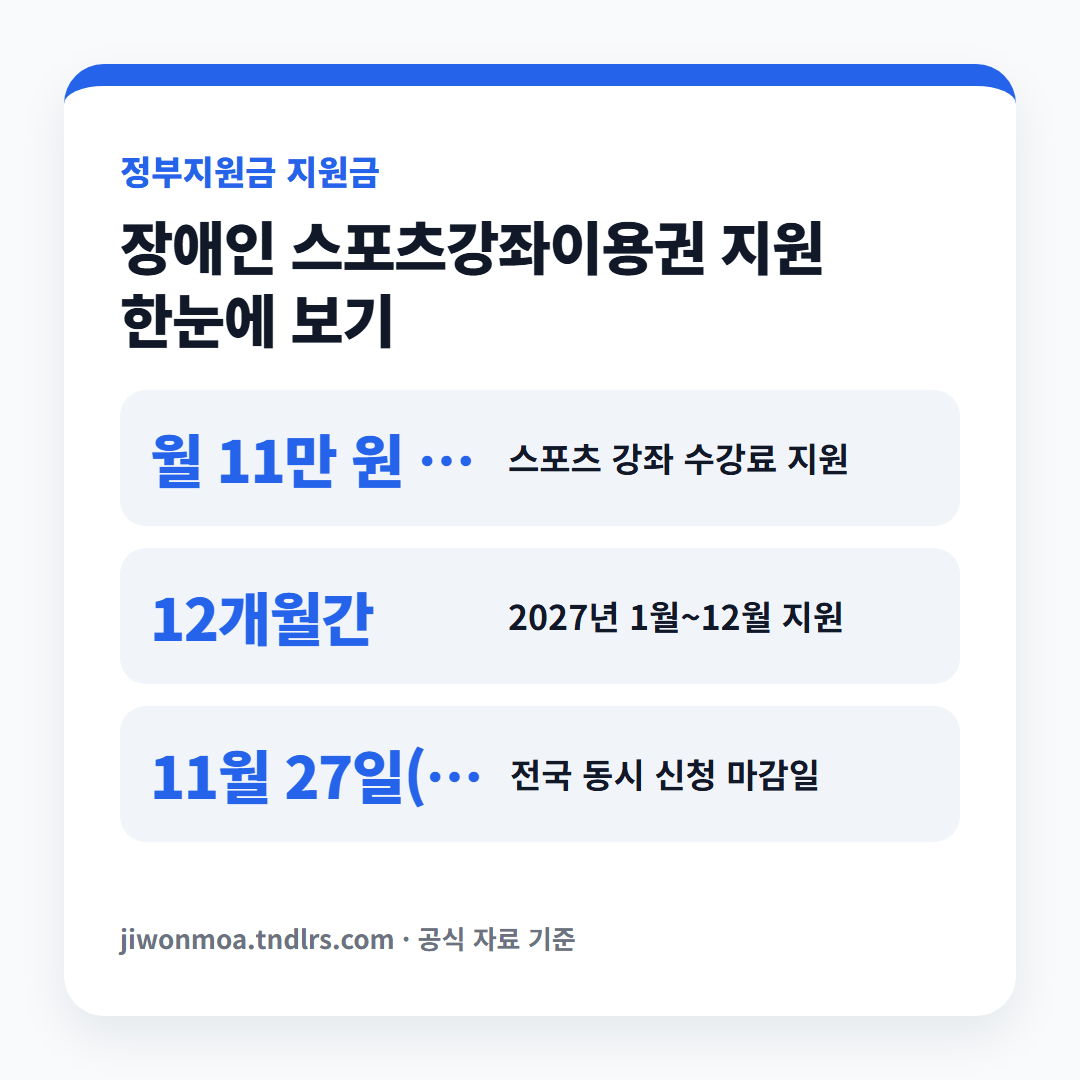 정부지원금 지원금
장애인 스포츠강좌이용권 지원
한눈에 보기
월 11만 원 … 스포츠 강좌 수강료 지원
12개월간 2027년 1월~12월 지원
11월 27일(… 전국 동시 신청 마감일
jiwonmoa.tndlrs.com · 공식 자료 기준